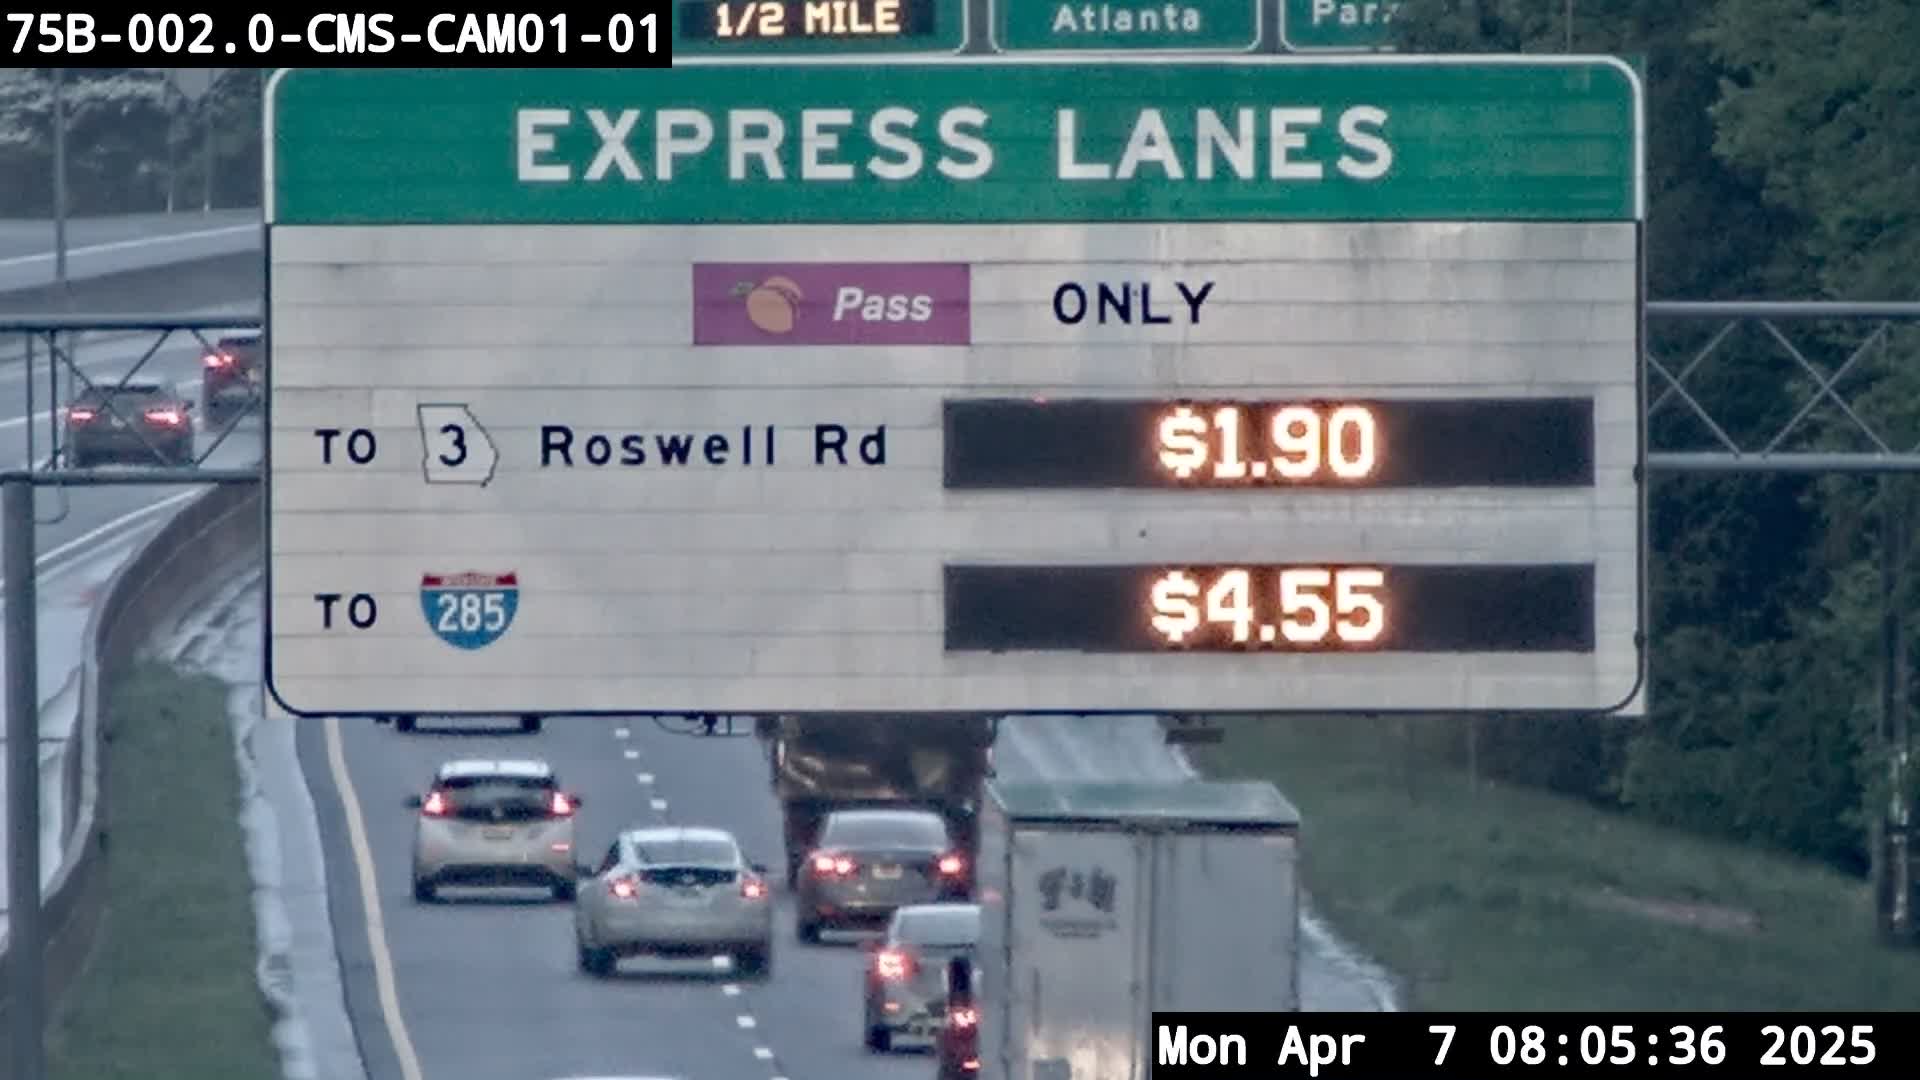 75B-002.0-CMS-CAM01-01
1/2 MILE
Atlanta
EXPRESS LANES
Pass ONLY
TO 3 Roswell Rd $1.90
TO 285 $4.55
Mon Apr 7 08:05:36 2025